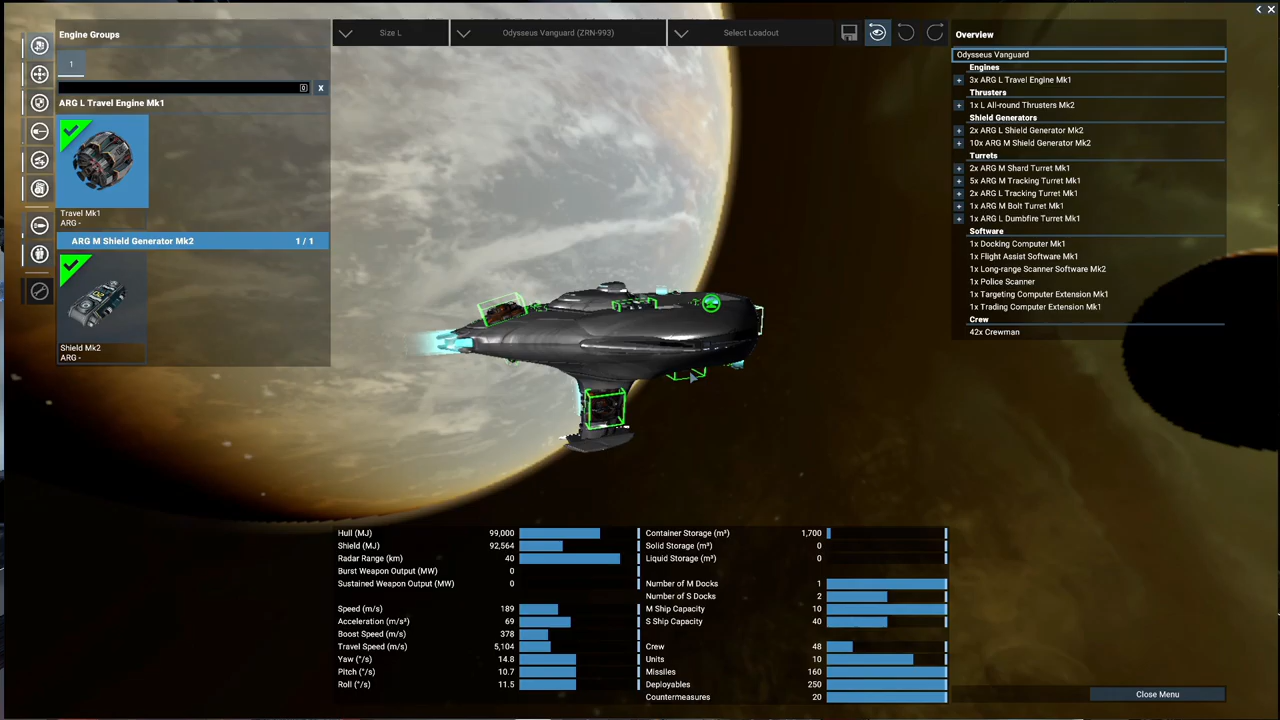 Engine Groups
1
0
X
ARG L Travel Engine Mk1
Travel Mk1
ARG -
ARG M Shield Generator Mk2 1 / 1
Shield Mk2
ARG -
Size L
Odysseus Vanguard (ZRN-993)
Select Loadout
Overview
Odysseus Vanguard
Engines
+ 3x ARG L Travel Engine Mk1
Thrusters
+ 1x L All-round Thrusters Mk2
Shield Generators
+ 2x ARG L Shield Generator Mk2
+ 10x ARG M Shield Generator Mk2
Turrets
+ 2x ARG M Shard Turret Mk1
+ 5x ARG M Tracking Turret Mk1
+ 2x ARG L Tracking Turret Mk1
+ 1x ARG M Bolt Turret Mk1
+ 1x ARG L Dumbfire Turret Mk1
Software
1x Docking Computer Mk1
1x Flight Assist Software Mk1
1x Long-range Scanner Software Mk2
1x Police Scanner
1x Targeting Computer Extension Mk1
1x Trading Computer Extension Mk1
Crew
42x Crewman
Hull (MJ) 99,000
Shield (MJ) 92,564
Radar Range (km) 40
Burst Weapon Output (MW) 0
Sustained Weapon Output (MW) 0
Speed (m/s) 189
Acceleration (m/s²) 69
Boost Speed (m/s) 378
Travel Speed (m/s) 5,104
Yaw (°/s) 14.8
Pitch (°/s) 10.7
Roll (°/s) 11.5
Container Storage (m³) 1,700
Solid Storage (m³) 0
Liquid Storage (m³) 0
Number of M Docks 1
Number of S Docks 2
M Ship Capacity 10
S Ship Capacity 40
Crew 48
Units 10
Missiles 160
Deployables 250
Countermeasures 20
Close Menu